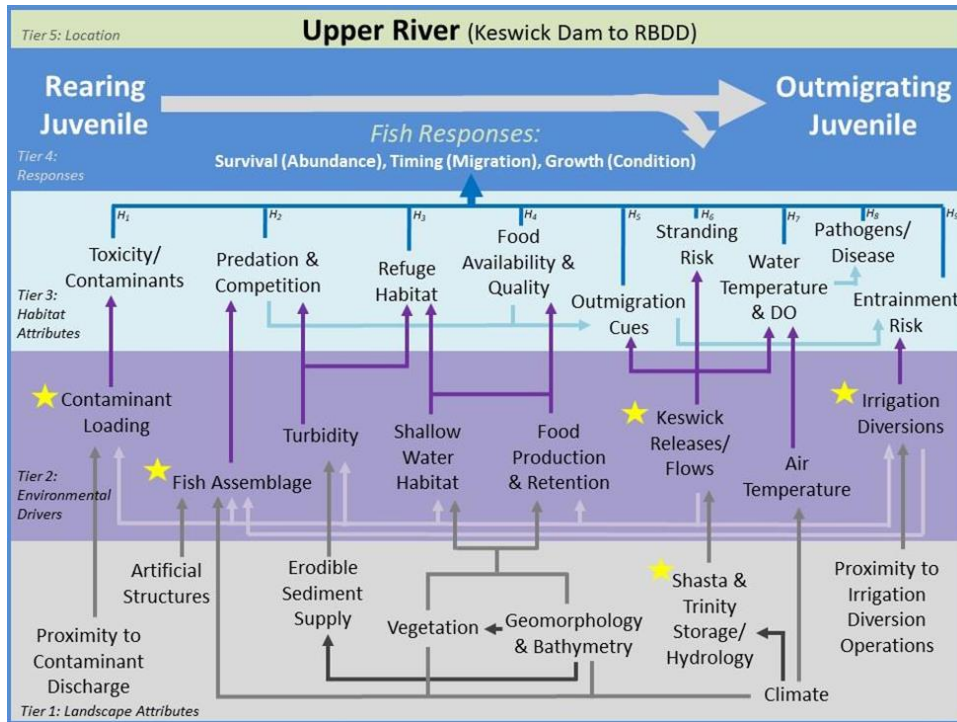 Tier 5: Location
Upper River (Keswick Dam to RBDD)
Rearing
Juvenile
Outmigrating
Juvenile
Fish Responses:
Survival (Abundance), Timing (Migration), Growth (Condition)
Tier 4:
Responses
H1
H2
H3
H4
H5
H6
H7
H8
H9
Toxicity/
Contaminants
Predation &
Competition
Refuge
Habitat
Food
Availability &
Quality
Outmigration
Cues
Stranding
Risk
Water
Temperature
& DO
Pathogens/
Disease
Entrainment
Risk
Tier 3:
Habitat
Attributes
Contaminant
Loading
Fish Assemblage
Turbidity
Shallow
Water
Habitat
Food
Production
& Retention
Keswick
Releases/
Flows
Air
Temperature
Irrigation
Diversions
Tier 2:
Environmental
Drivers
Proximity to
Contaminant
Discharge
Artificial
Structures
Erodible
Sediment
Supply
Vegetation
Geomorphology
& Bathymetry
Shasta &
Trinity
Storage/
Hydrology
Climate
Proximity to
Irrigation
Diversion
Operations
Tier 1: Landscape Attributes